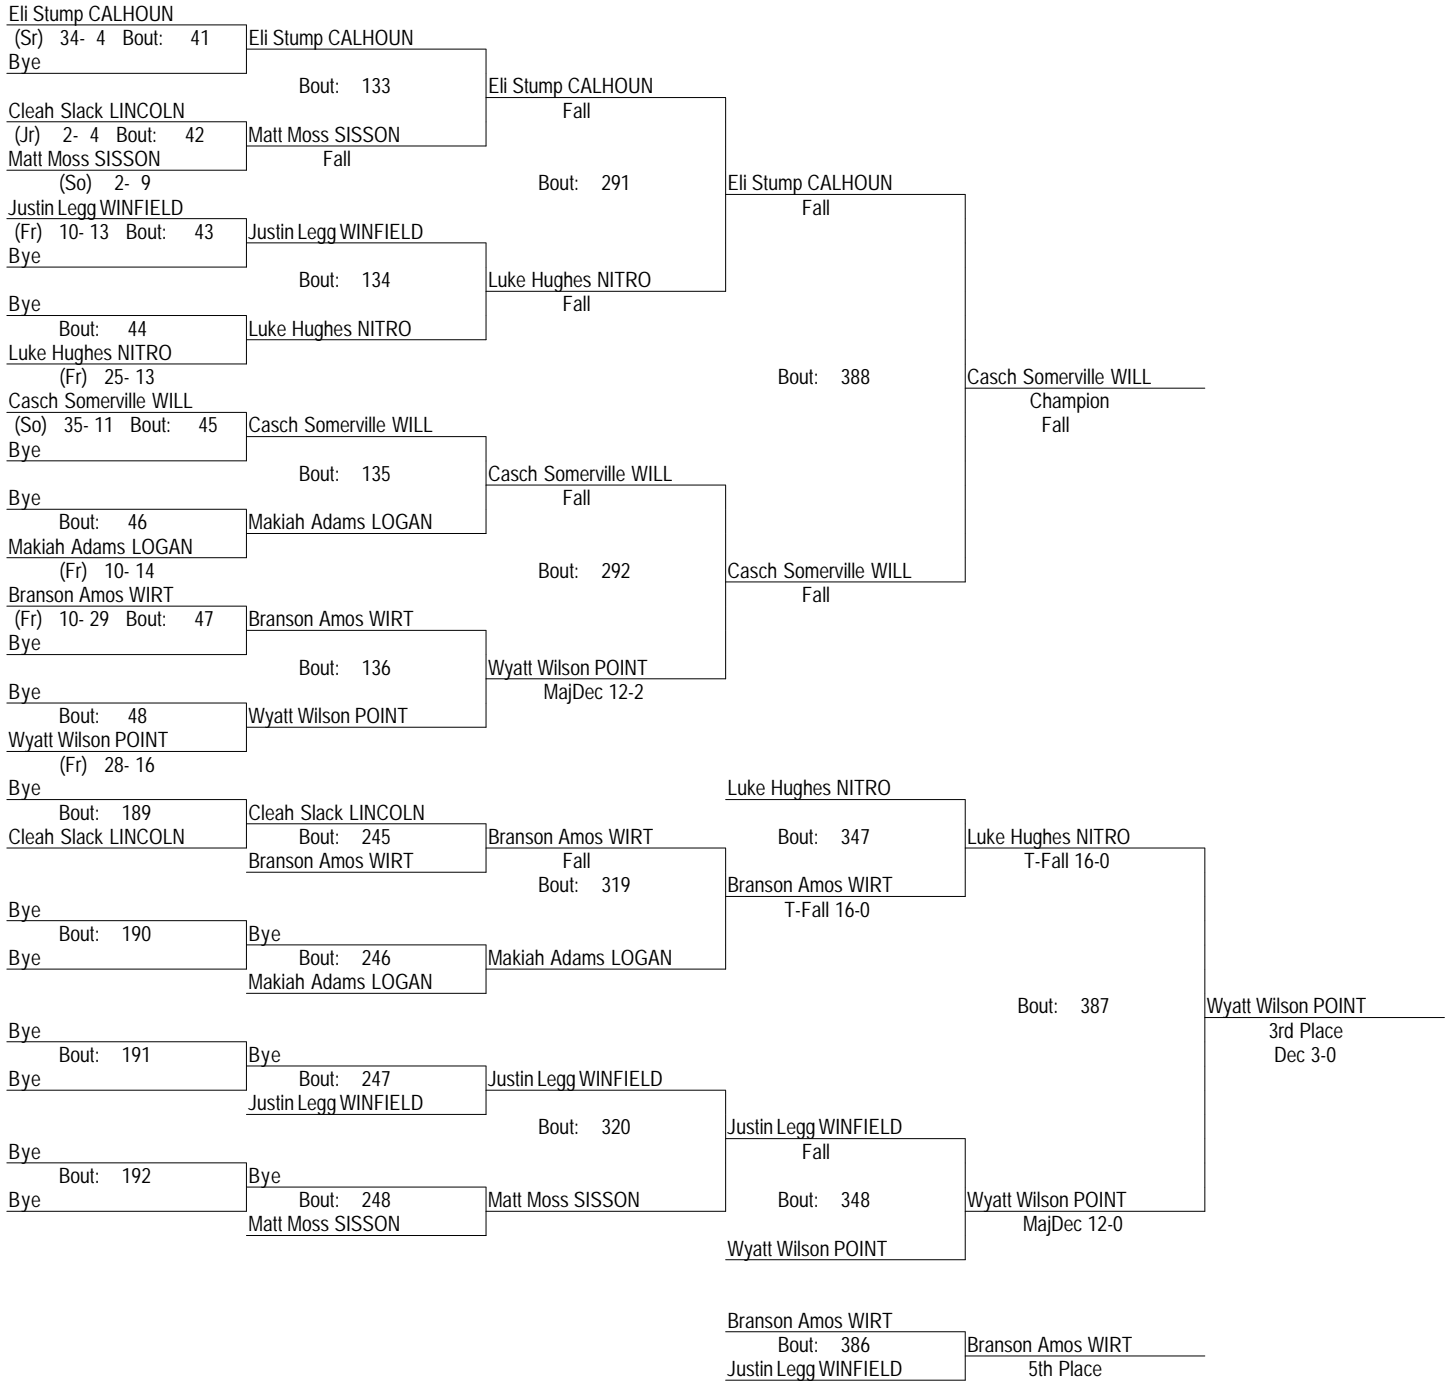 Eli Stump CALHOUN
(Sr) 34- 4 Bout: 41 Eli Stump CALHOUN
Bye
Bout: 133 Eli Stump CALHOUN
Cleah Slack LINCOLN Fall
(Jr) 2- 4 Bout: 42 Matt Moss SISSON
Matt Moss SISSON Fall
(So) 2- 9 Bout: 291 Eli Stump CALHOUN
Justin Legg WINFIELD Fall
(Fr) 10- 13 Bout: 43 Justin Legg WINFIELD
Bye
Bout: 134 Luke Hughes NITRO
Bye Fall
Bout: 44 Luke Hughes NITRO
Luke Hughes NITRO
(Fr) 25- 13 Bout: 388 Casch Somerville WILL
Casch Somerville WILL Champion
(So) 35- 11 Bout: 45 Casch Somerville WILL Fall
Bye
Bout: 135 Casch Somerville WILL
Bye Fall
Bout: 46 Makiah Adams LOGAN
Makiah Adams LOGAN
(Fr) 10- 14 Bout: 292 Casch Somerville WILL
Branson Amos WIRT Fall
(Fr) 10- 29 Bout: 47 Branson Amos WIRT
Bye
Bout: 136 Wyatt Wilson POINT
Bye MajDec 12-2
Bout: 48 Wyatt Wilson POINT
Wyatt Wilson POINT
(Fr) 28- 16
Bye Luke Hughes NITRO
Bout: 189 Cleah Slack LINCOLN
Cleah Slack LINCOLN Bout: 245 Branson Amos WIRT Bout: 347 Luke Hughes NITRO
Branson Amos WIRT Fall T-Fall 16-0
Bout: 319 Branson Amos WIRT
Bye T-Fall 16-0
Bout: 190 Bye
Bye Bout: 246 Makiah Adams LOGAN
Makiah Adams LOGAN
Bout: 387 Wyatt Wilson POINT
Bye 3rd Place
Bout: 191 Bye Dec 3-0
Bye Bout: 247 Justin Legg WINFIELD
Justin Legg WINFIELD
Bout: 320 Justin Legg WINFIELD
Bye Fall
Bout: 192 Bye
Bye Bout: 248 Matt Moss SISSON Bout: 348 Wyatt Wilson POINT
Matt Moss SISSON MajDec 12-0
Wyatt Wilson POINT
Branson Amos WIRT
Bout: 386 Branson Amos WIRT
Justin Legg WINFIELD 5th Place